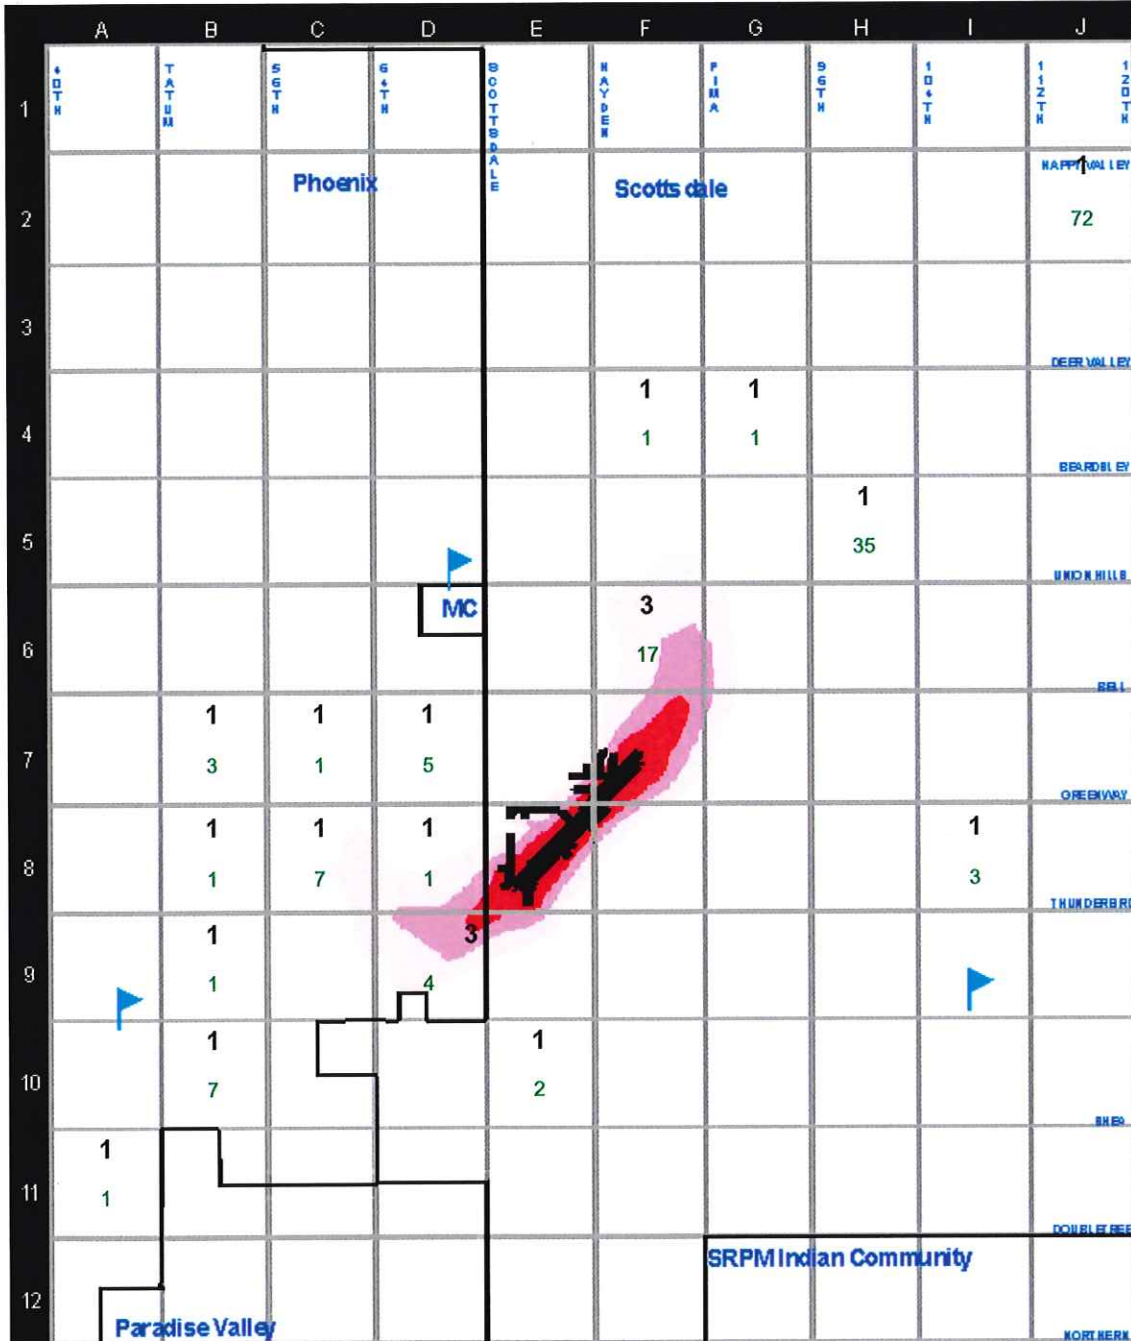 A B C D E F G H I J
1 40TH TATUM 56TH 64TH SCOTTSDALE HAYDEN PIMA 96TH 104TH 112TH 120TH
Phoenix Scottsdale 1 HAPPY VALLEY
2 72
3 DEER VALLEY
1 1
4 1 1
BEARDSLEY
1
5 35
UNION HILLS
MC 3
6 17
BELL
1 1 1
7 3 1 5
GREENWAY
1 1 1 1
8 1 7 1 3
THUNDERBIRD
1 3
9 1 4
1 1
10 7 2
SHEA
1
11 1
DOUBLETREE
SRPM Indian Community
12
Paradise Valley NORTHERN